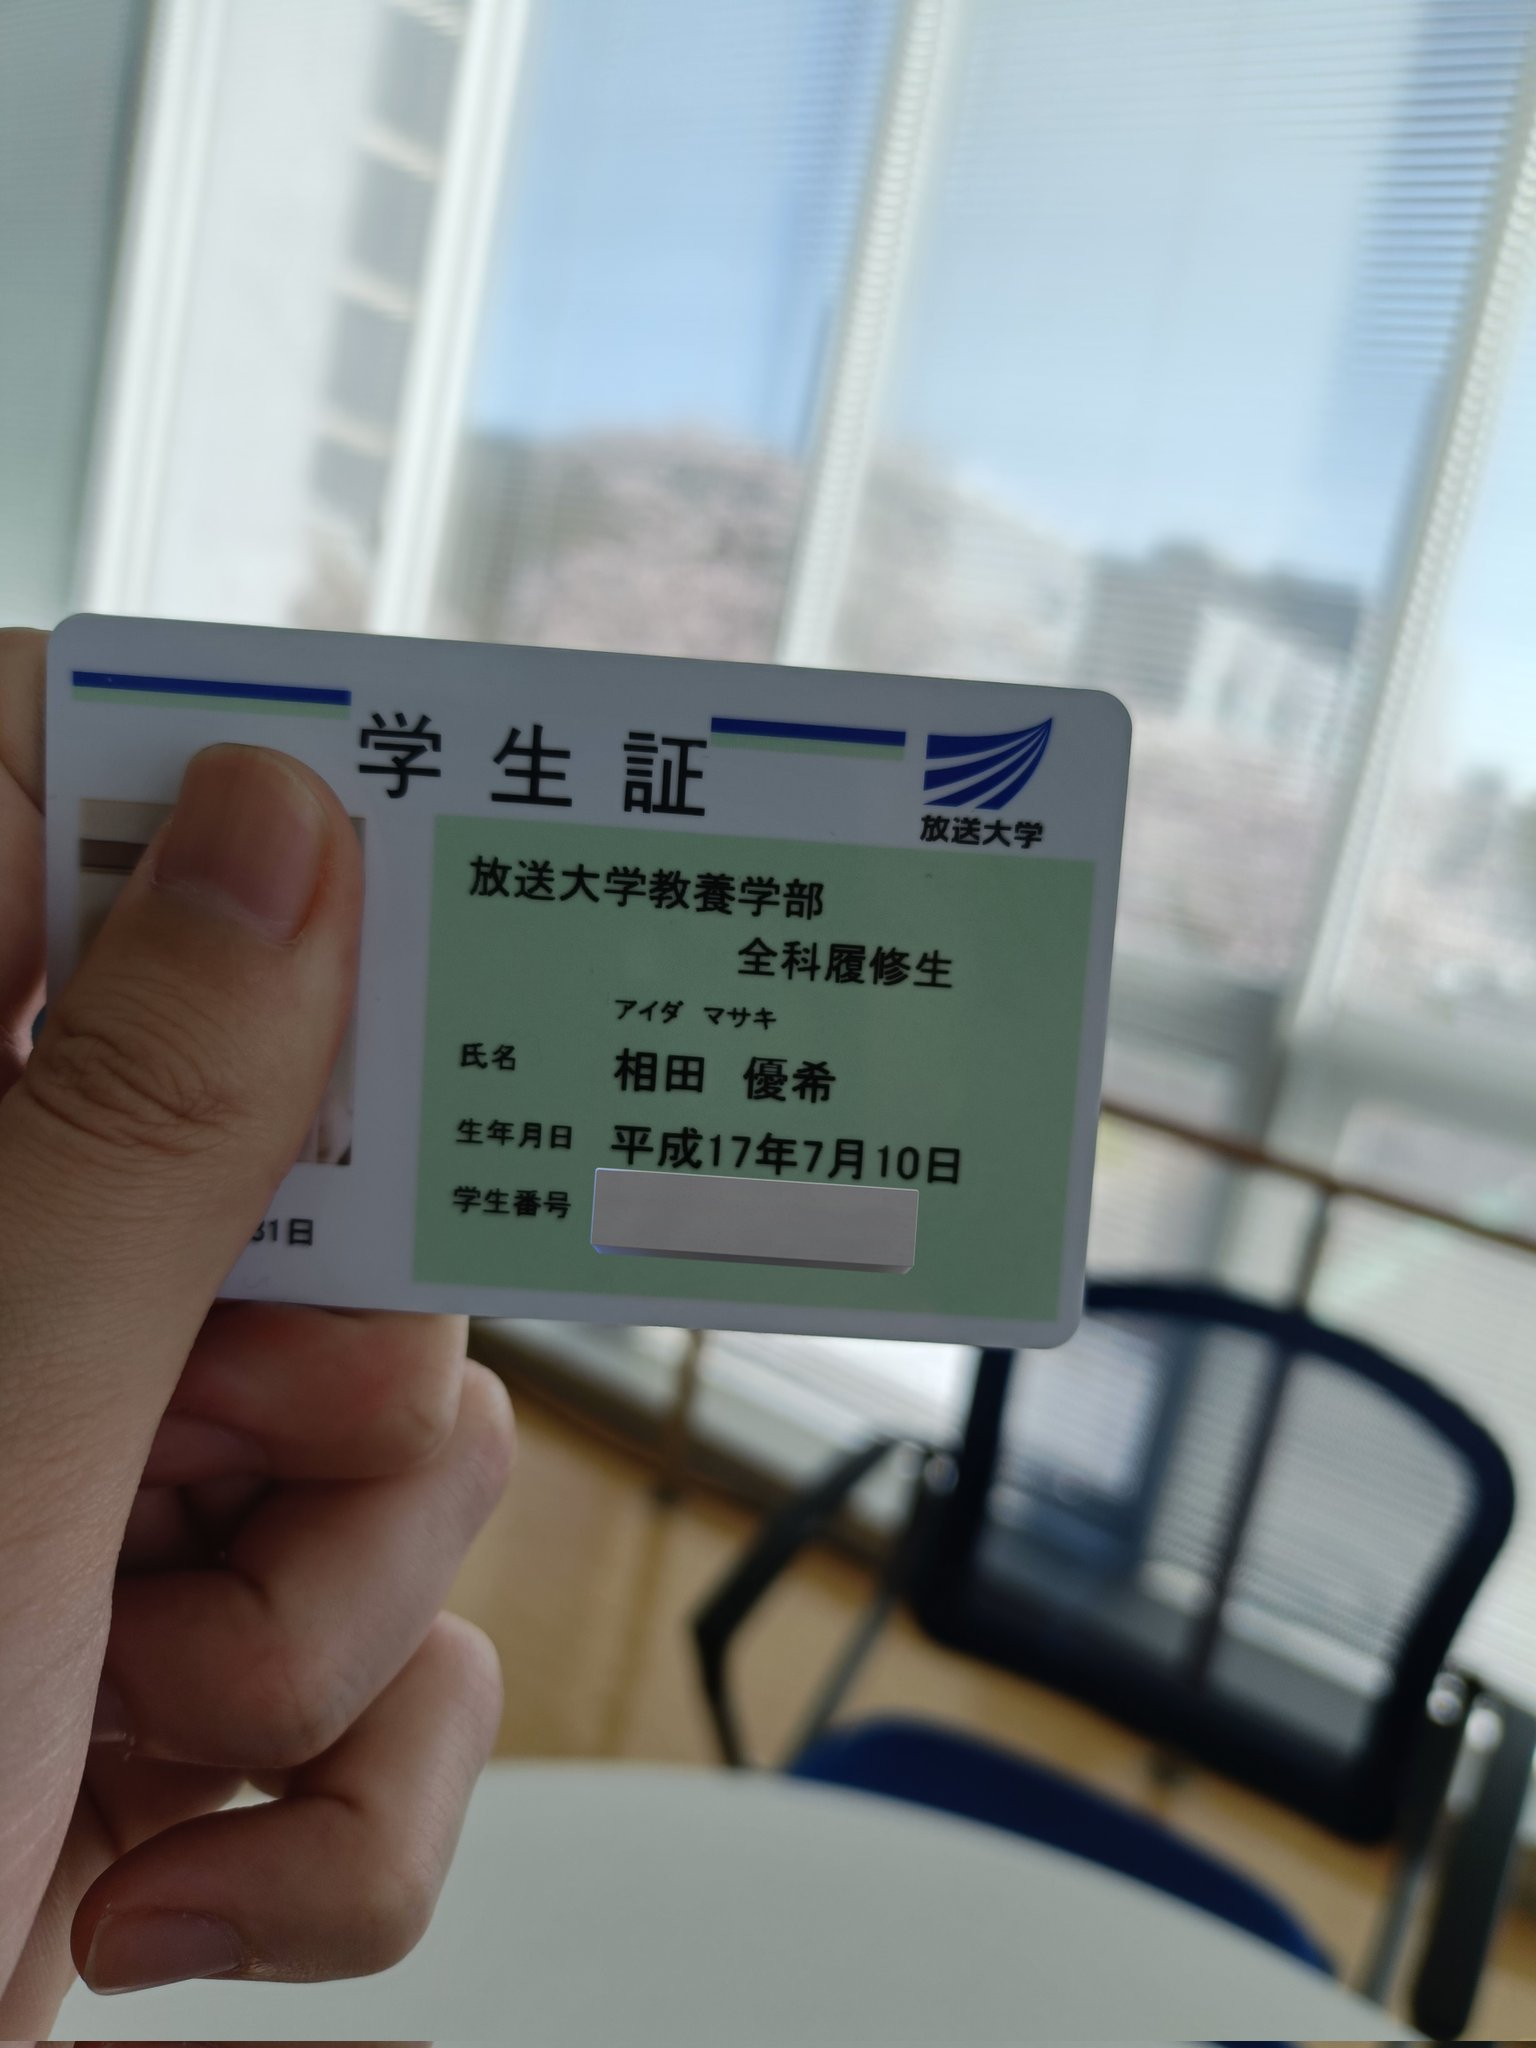 学生証
放送大学
放送大学教養学部
全科履修生
アイダ マサキ
氏名 相田 優希
生年月日 平成17年7月10日
学生番号
31日